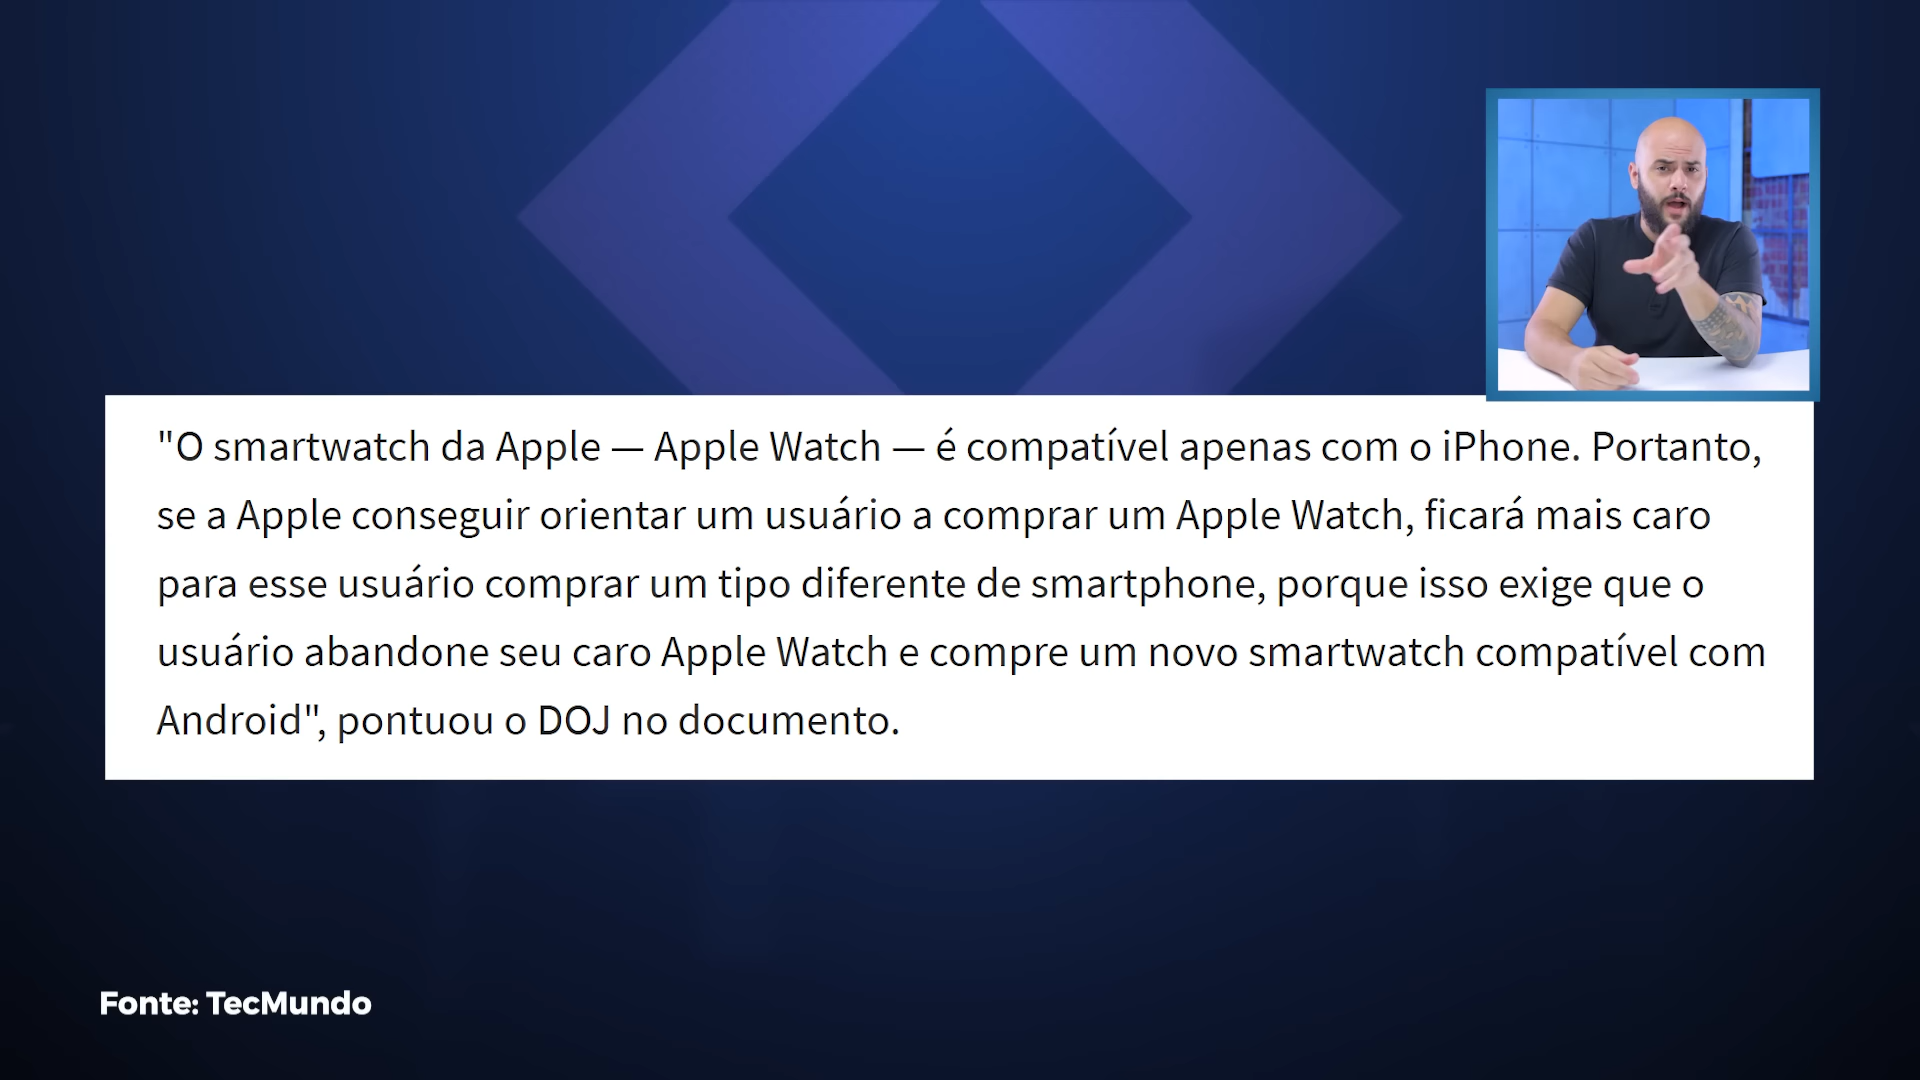 "O smartwatch da Apple — Apple Watch — é compatível apenas com o iPhone. Portanto,
se a Apple conseguir orientar um usuário a comprar um Apple Watch, ficará mais caro
para esse usuário comprar um tipo diferente de smartphone, porque isso exige que o
usuário abandone seu caro Apple Watch e compre um novo smartwatch compatível com
Android", pontuou o DOJ no documento.
Fonte: TecMundo